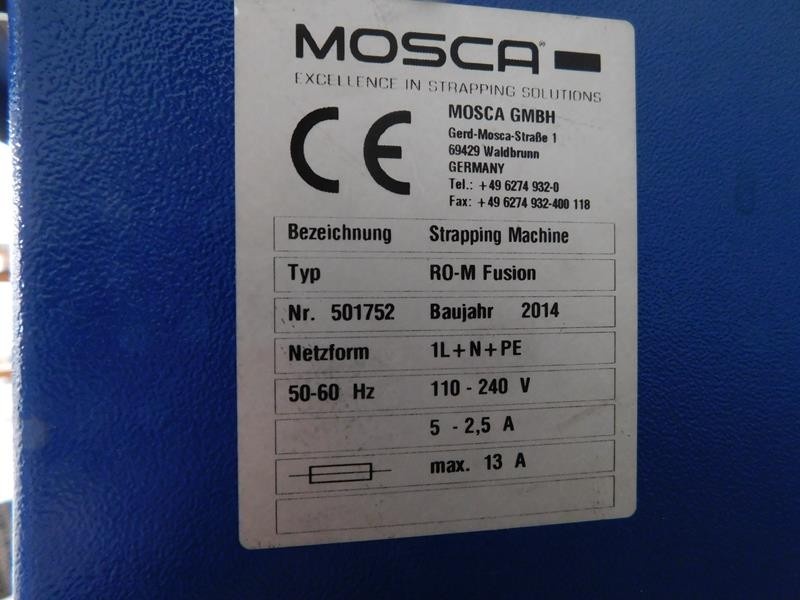 MOSCA®
EXCELLENCE IN STRAPPING SOLUTIONS
CE
MOSCA GMBH
Gerd-Mosca-Straße 1
69429 Waldbrunn
GERMANY
Tel.: +49 6274 932-0
Fax: +49 6274 932-400 118
Bezeichnung Strapping Machine
Typ RO-M Fusion
Nr. 501752 Baujahr 2014
Netzform 1L+N+PE
50-60 Hz 110 - 240 V
5 - 2,5 A
max. 13 A